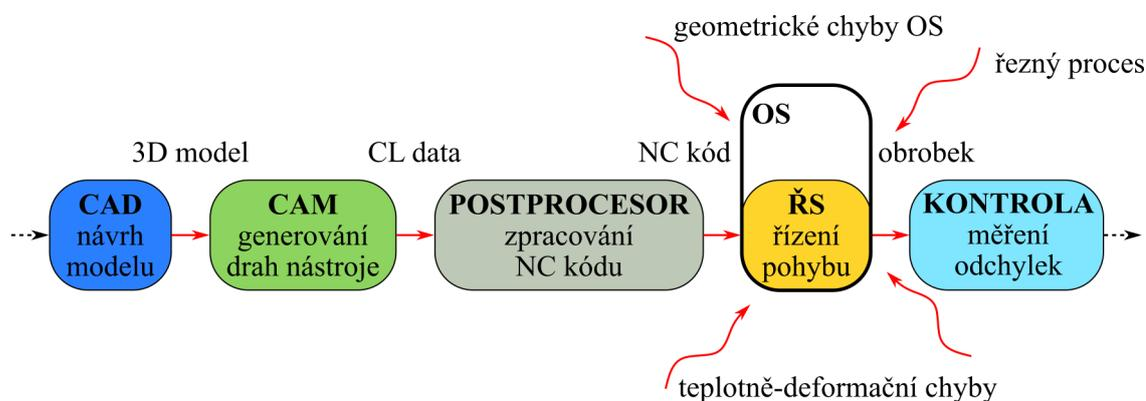 geometrické chyby OS
řezný proces
OS
3D model
CL data
NC kód
obrobek
CAD
návrh
modelu
CAM
generování
drah nástroje
POSTPROCESOR
zpracování
NC kódu
ŘS
řízení
pohybu
KONTROLA
měření
odchylek
teplotně-deformační chyby